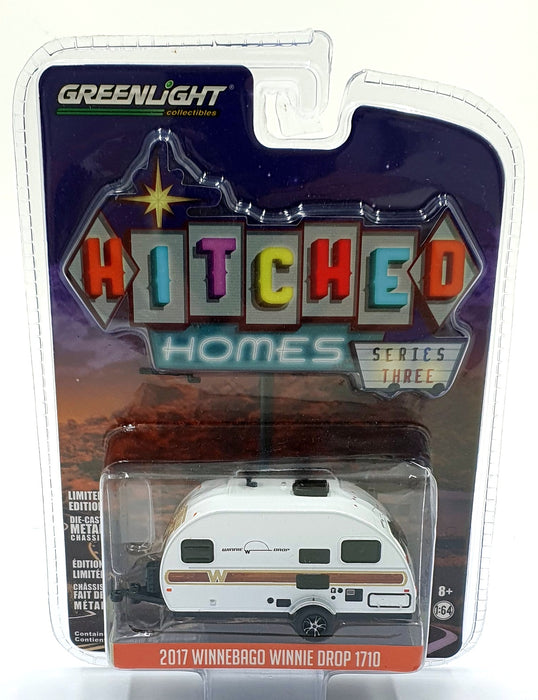 GREENLIGHT®
collectibles
HITCHED
HOMES
SERIES
THREE
LIMITED
EDITION
DIE-CAST
METAL
CHASSIS
ÉDITION
LIMITÉE
CHÂSSIS
FAIT DE
MÉTAL
WINNIE W DROP
W
8+
1:64
2017 WINNEBAGO WINNIE DROP 1710